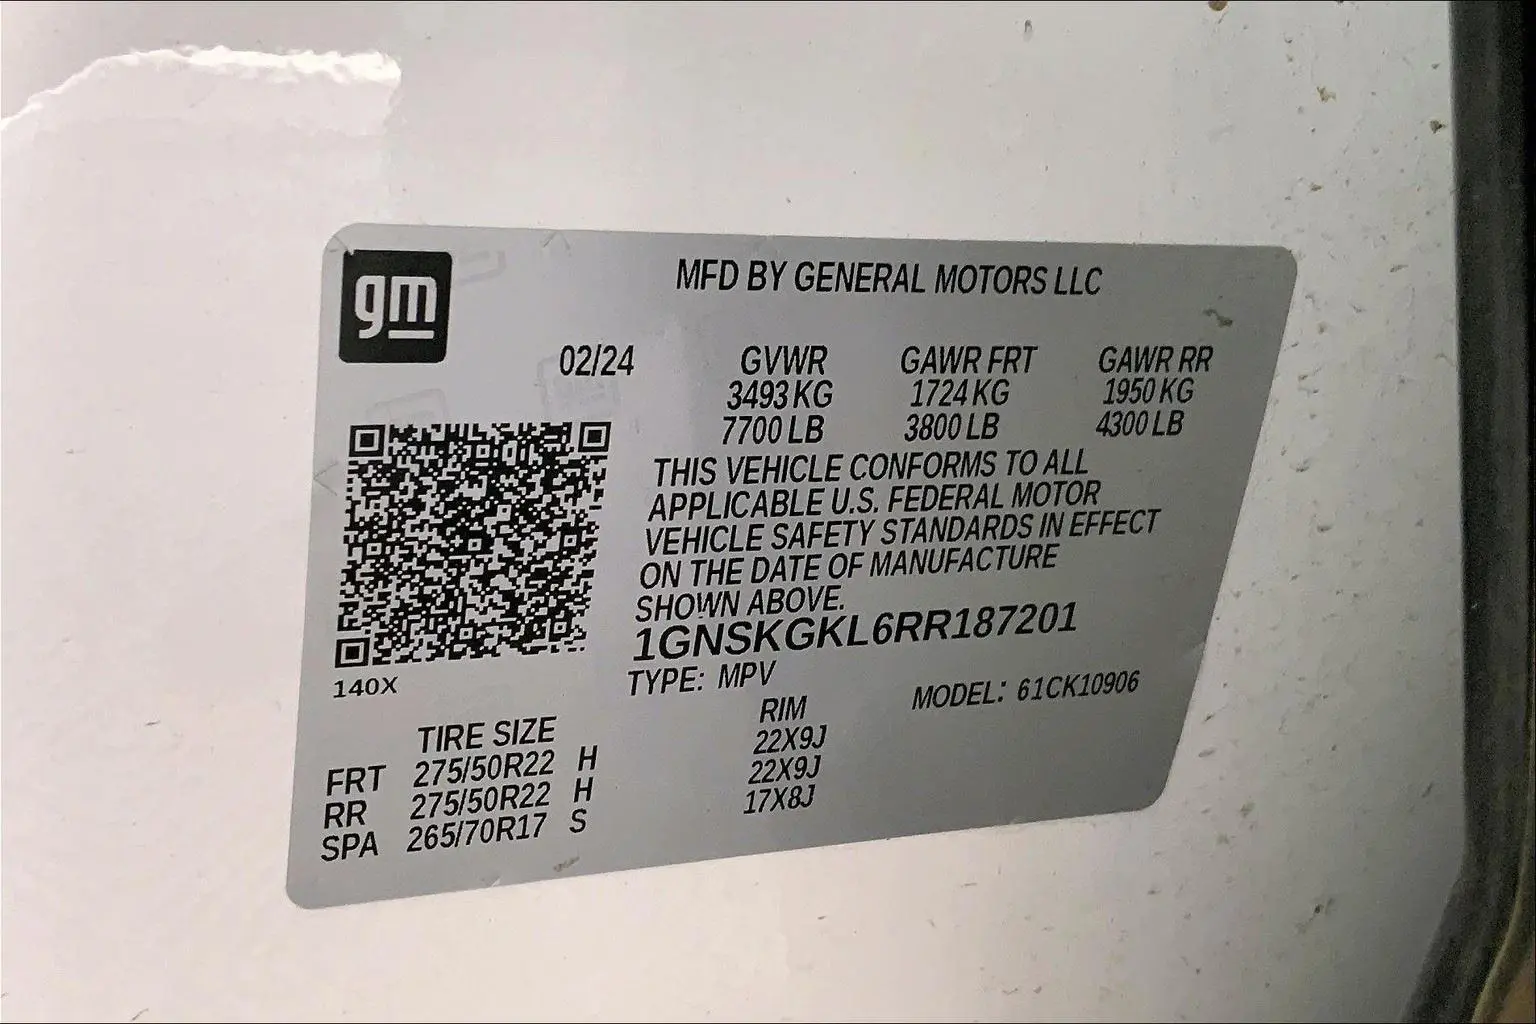 gm
MFD BY GENERAL MOTORS LLC
02/24 GVWR GAWR FRT GAWR RR
3493 KG 1724 KG 1950 KG
7700 LB 3800 LB 4300 LB
THIS VEHICLE CONFORMS TO ALL
APPLICABLE U.S. FEDERAL MOTOR
VEHICLE SAFETY STANDARDS IN EFFECT
ON THE DATE OF MANUFACTURE
SHOWN ABOVE.
1GNSKGKL6RR187201
140X
TYPE: MPV MODEL: 61CK10906
TIRE SIZE RIM
FRT 275/50R22 H 22X9J
RR 275/50R22 H 22X9J
SPA 265/70R17 S 17X8J